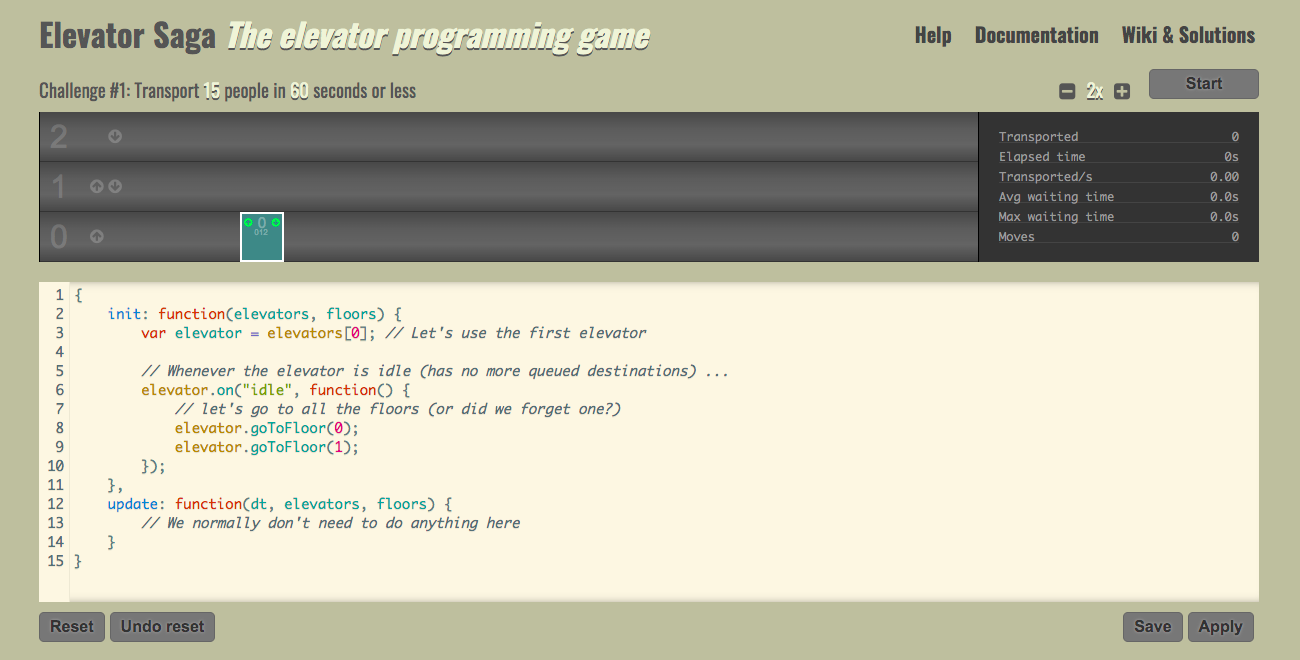 Elevator Saga The elevator programming game
Help Documentation Wiki & Solutions
Challenge #1: Transport 15 people in 60 seconds or less
2x
Start
2
1
0
0
012
Transported 0
Elapsed time 0s
Transported/s 0.00
Avg waiting time 0.0s
Max waiting time 0.0s
Moves 0
1 {
2     init: function(elevators, floors) {
3         var elevator = elevators[0]; // Let's use the first elevator
4
5         // Whenever the elevator is idle (has no more queued destinations) ...
6         elevator.on("idle", function() {
7             // let's go to all the floors (or did we forget one?)
8             elevator.goToFloor(0);
9             elevator.goToFloor(1);
10         });
11     },
12     update: function(dt, elevators, floors) {
13         // We normally don't need to do anything here
14     }
15 }
Reset Undo reset Save Apply